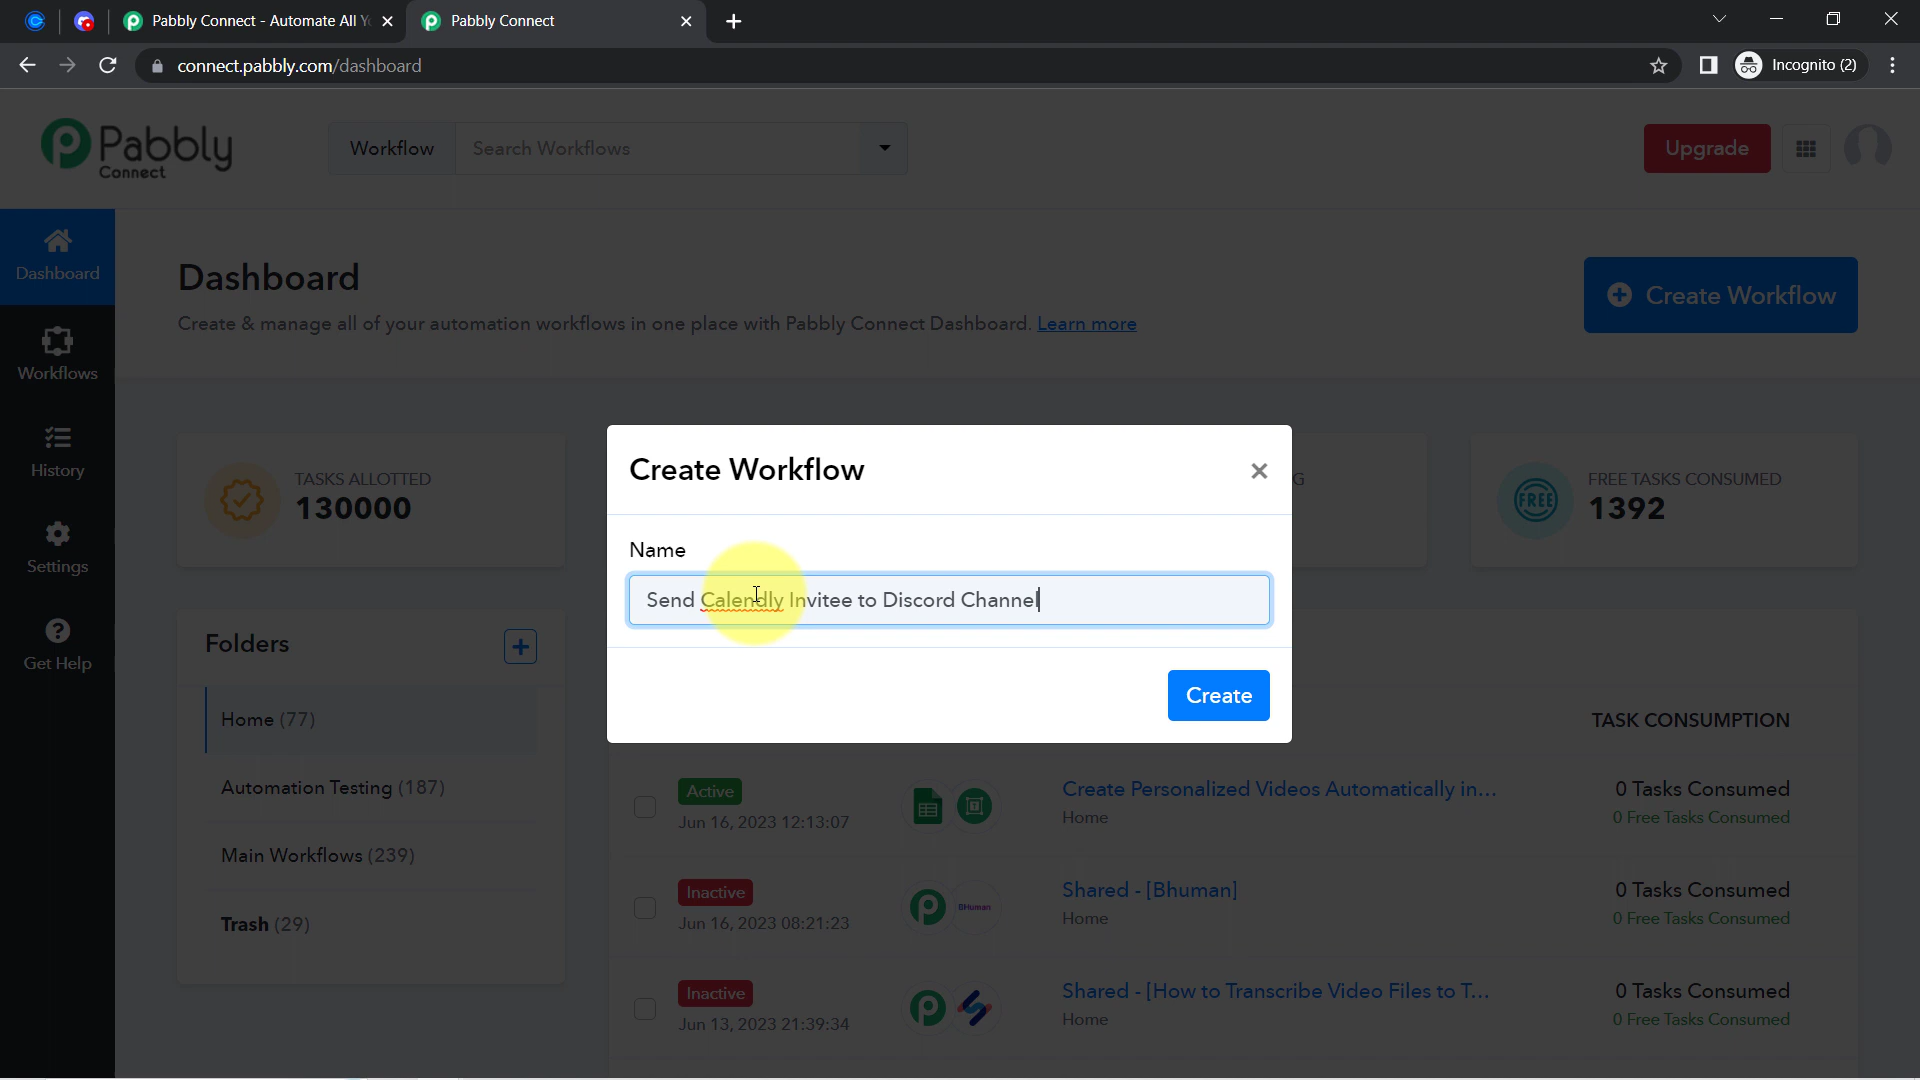 Pabbly Connect - Automate All Y
Pabbly Connect
connect.pabbly.com/dashboard
Incognito (2)
Pabbly
Connect
Workflow
Search Workflows
Upgrade
Dashboard
Workflows
History
Settings
Get Help
Dashboard
Create & manage all of your automation workflows in one place with Pabbly Connect Dashboard. Learn more
Create Workflow
TASKS ALLOTTED
130000
G
FREE
FREE TASKS CONSUMED
1392
Create Workflow
Name
Send Calendly Invitee to Discord Channel
Create
Folders
Home (77)
Automation Testing (187)
Main Workflows (239)
Trash (29)
TASK CONSUMPTION
Active
Jun 16, 2023 12:13:07
Create Personalized Videos Automatically in...
Home
0 Tasks Consumed
0 Free Tasks Consumed
Inactive
Jun 16, 2023 08:21:23
BHuman
Shared - [Bhuman]
Home
0 Tasks Consumed
0 Free Tasks Consumed
Inactive
Jun 13, 2023 21:39:34
Shared - [How to Transcribe Video Files to T...
Home
0 Tasks Consumed
0 Free Tasks Consumed